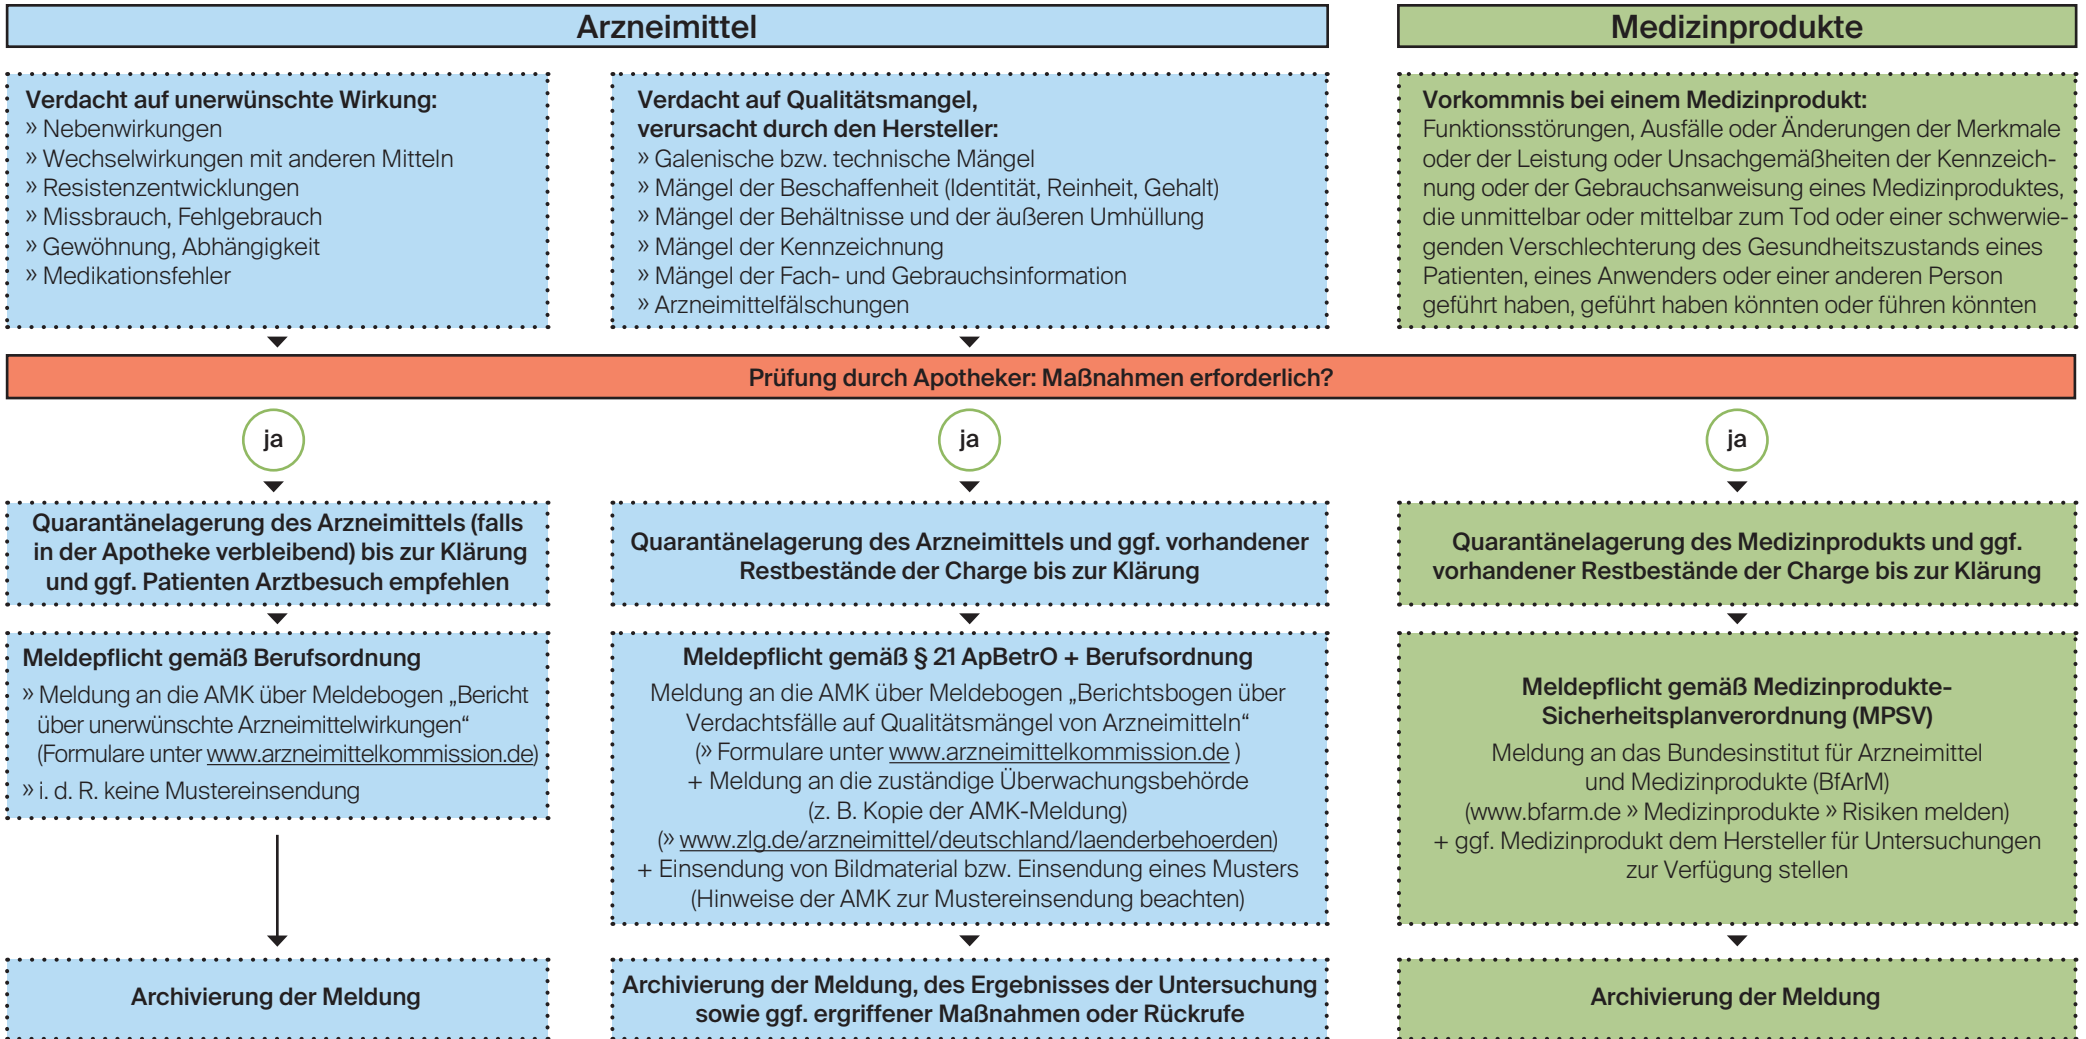 Arzneimittel
Medizinprodukte
Verdacht auf unerwünschte Wirkung:
» Nebenwirkungen
» Wechselwirkungen mit anderen Mitteln
» Resistenzentwicklungen
» Missbrauch, Fehlgebrauch
» Gewöhnung, Abhängigkeit
» Medikationsfehler
Verdacht auf Qualitätsmangel,
verursacht durch den Hersteller:
» Galenische bzw. technische Mängel
» Mängel der Beschaffenheit (Identität, Reinheit, Gehalt)
» Mängel der Behältnisse und der äußeren Umhüllung
» Mängel der Kennzeichnung
» Mängel der Fach- und Gebrauchsinformation
» Arzneimittelfälschungen
Vorkommnis bei einem Medizinprodukt:
Funktionsstörungen, Ausfälle oder Änderungen der Merkmale
oder der Leistung oder Unsachgemäßheiten der Kennzeich-
nung oder der Gebrauchsanweisung eines Medizinproduktes,
die unmittelbar oder mittelbar zum Tod oder einer schwerwie-
genden Verschlechterung des Gesundheitszustands eines
Patienten, eines Anwenders oder einer anderen Person
geführt haben, geführt haben könnten oder führen könnten
Prüfung durch Apotheker: Maßnahmen erforderlich?
ja
ja
ja
Quarantänelagerung des Arzneimittels (falls
in der Apotheke verbleibend) bis zur Klärung
und ggf. Patienten Arztbesuch empfehlen
Quarantänelagerung des Arzneimittels und ggf. vorhandener
Restbestände der Charge bis zur Klärung
Quarantänelagerung des Medizinprodukts und ggf.
vorhandener Restbestände der Charge bis zur Klärung
Meldepflicht gemäß Berufsordnung
» Meldung an die AMK über Meldebogen „Bericht
über unerwünschte Arzneimittelwirkungen“
(Formulare unter www.arzneimittelkommission.de)
» i. d. R. keine Mustereinsendung
Meldepflicht gemäß § 21 ApBetrO + Berufsordnung
Meldung an die AMK über Meldebogen „Berichtsbogen über
Verdachtsfälle auf Qualitätsmängel von Arzneimitteln“
(» Formulare unter www.arzneimittelkommission.de )
+ Meldung an die zuständige Überwachungsbehörde
(z. B. Kopie der AMK-Meldung)
(» www.zlg.de/arzneimittel/deutschland/laenderbehoerden)
+ Einsendung von Bildmaterial bzw. Einsendung eines Musters
(Hinweise der AMK zur Mustereinsendung beachten)
Meldepflicht gemäß Medizinprodukte-
Sicherheitsplanverordnung (MPSV)
Meldung an das Bundesinstitut für Arzneimittel
und Medizinprodukte (BfArM)
(www.bfarm.de » Medizinprodukte » Risiken melden)
+ ggf. Medizinprodukt dem Hersteller für Untersuchungen
zur Verfügung stellen
Archivierung der Meldung
Archivierung der Meldung, des Ergebnisses der Untersuchung
sowie ggf. ergriffener Maßnahmen oder Rückrufe
Archivierung der Meldung